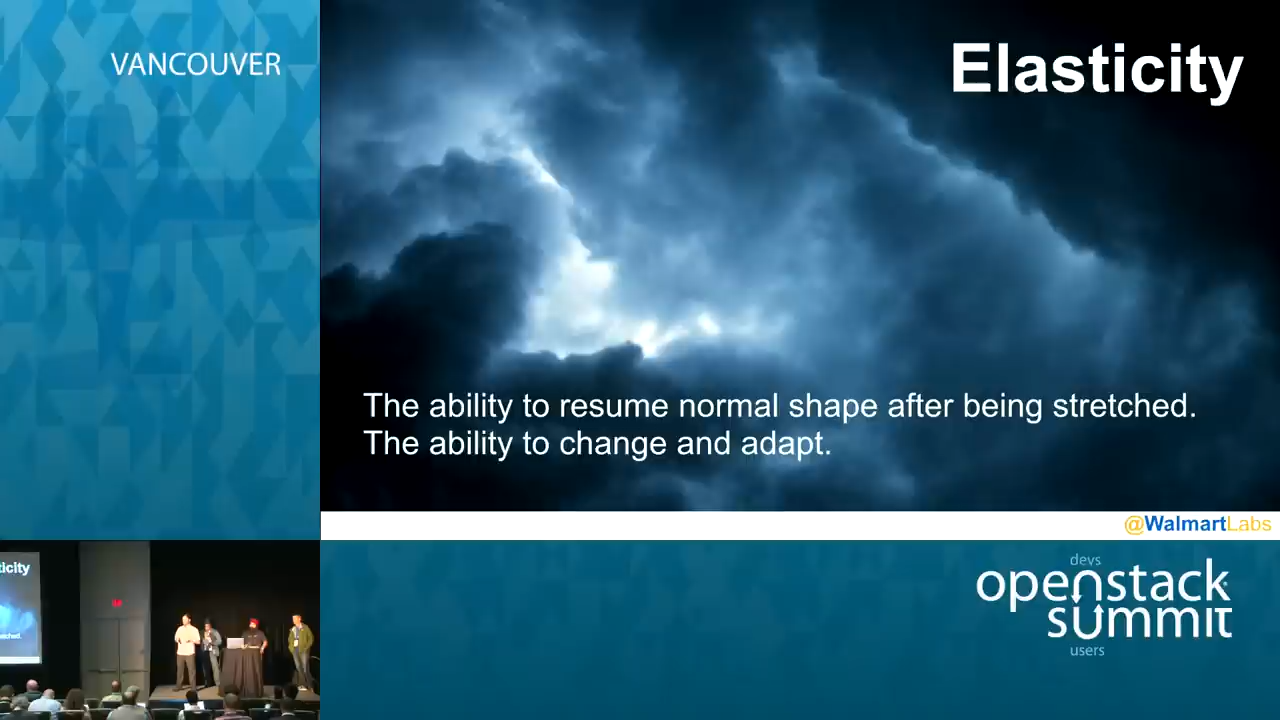 VANCOUVER
Elasticity
The ability to resume normal shape after being stretched.
The ability to change and adapt.
@WalmartLabs
devs
openstack
summit
users
ticity